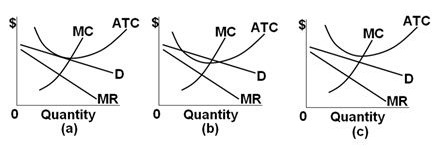 $ MC ATC D MR 0 Quantity (a)
$ MC ATC D MR 0 Quantity (b)
$ MC ATC D MR 0 Quantity (c)